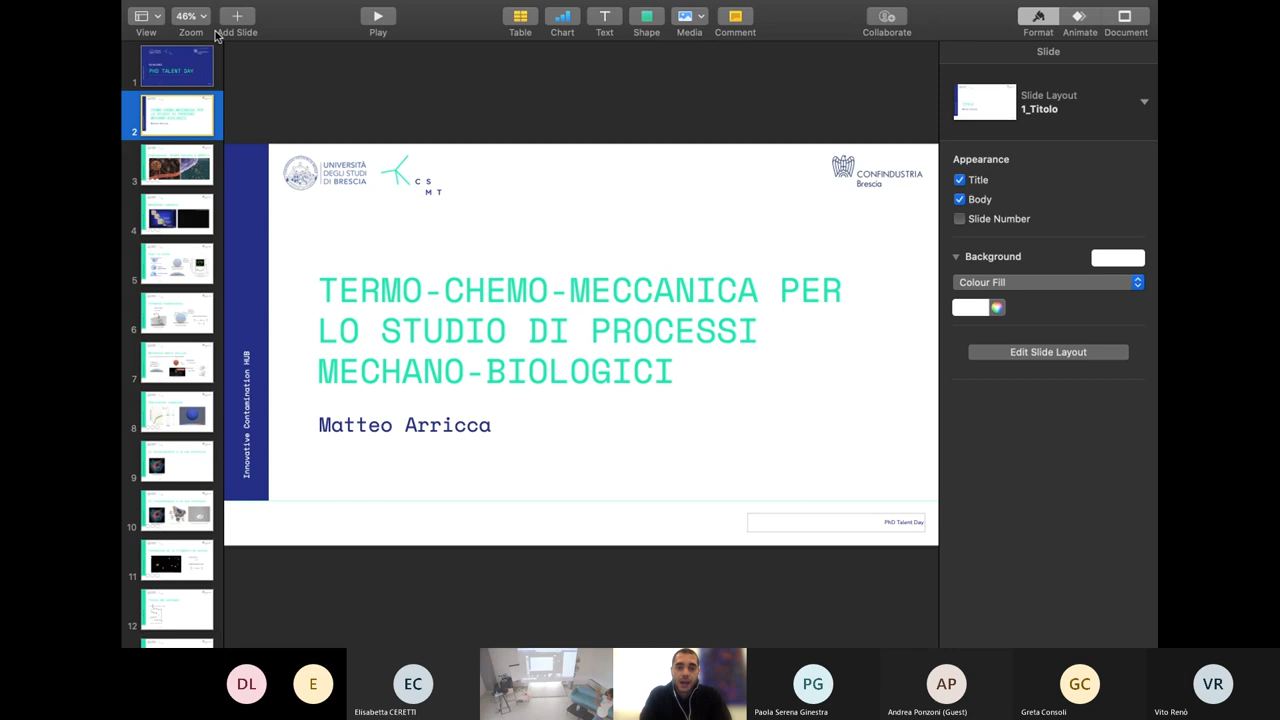 View
46%
Zoom
Add Slide
Play
Table
Chart
Text
Shape
Media
Comment
Collaborate
Format
Animate
Document
Slide
Slide Layout
1_Titolo
Appearance
Title
Body
Slide Number
Background
Colour Fill
Edit Slide Layout
1
PHD TALENT DAY
2
3
4
5
6
7
8
9
10
11
12
UNIVERSITÀ
DEGLI STUDI
DI BRESCIA
C S
M T
CONFINDUSTRIA
Brescia
TERMO-CHEMO-MECCANICA PER
LO STUDIO DI PROCESSI
MECHANO-BIOLOGICI
Matteo Arricca
Innovative Contamination HUB
PhD Talent Day
DL
E
EC
Elisabetta CERETTI
PG
Paola Serena Ginestra
AP
Andrea Ponzoni (Guest)
GC
Greta Consoli
VR
Vito Renò